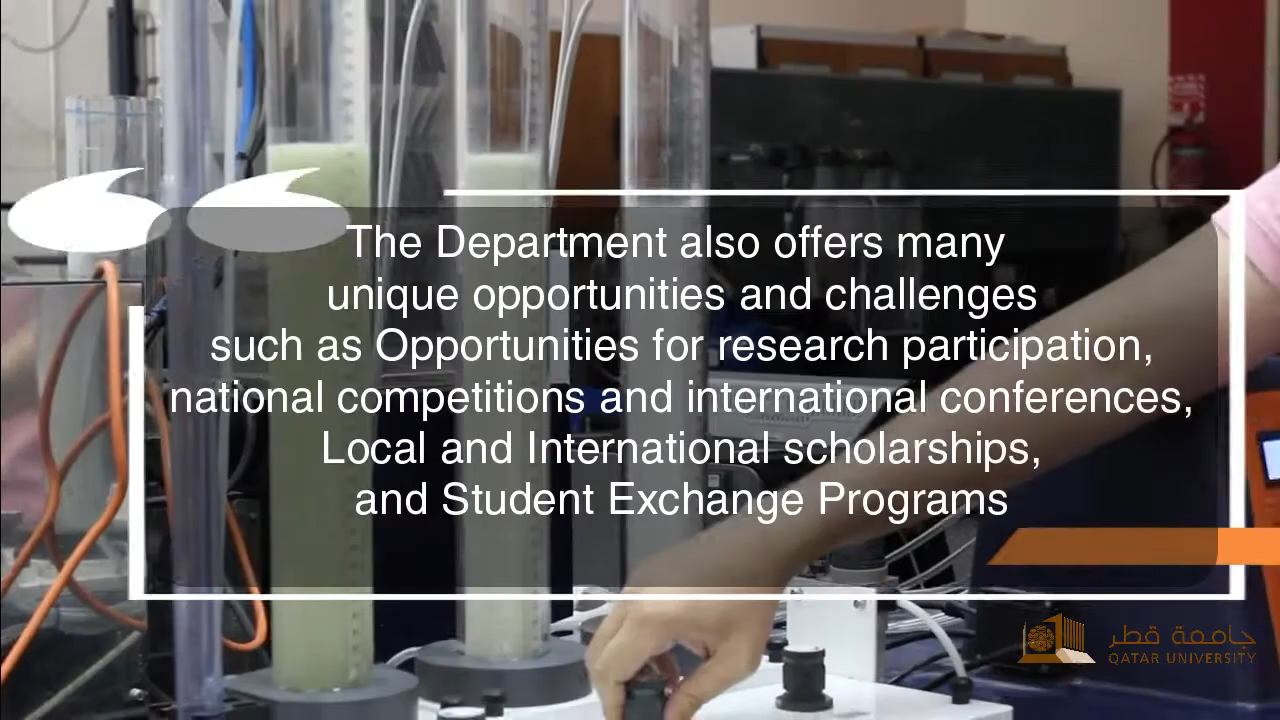 The Department also offers many
unique opportunities and challenges
such as Opportunities for research participation,
national competitions and international conferences,
Local and International scholarships,
and Student Exchange Programs
جامعة قطر
QATAR UNIVERSITY